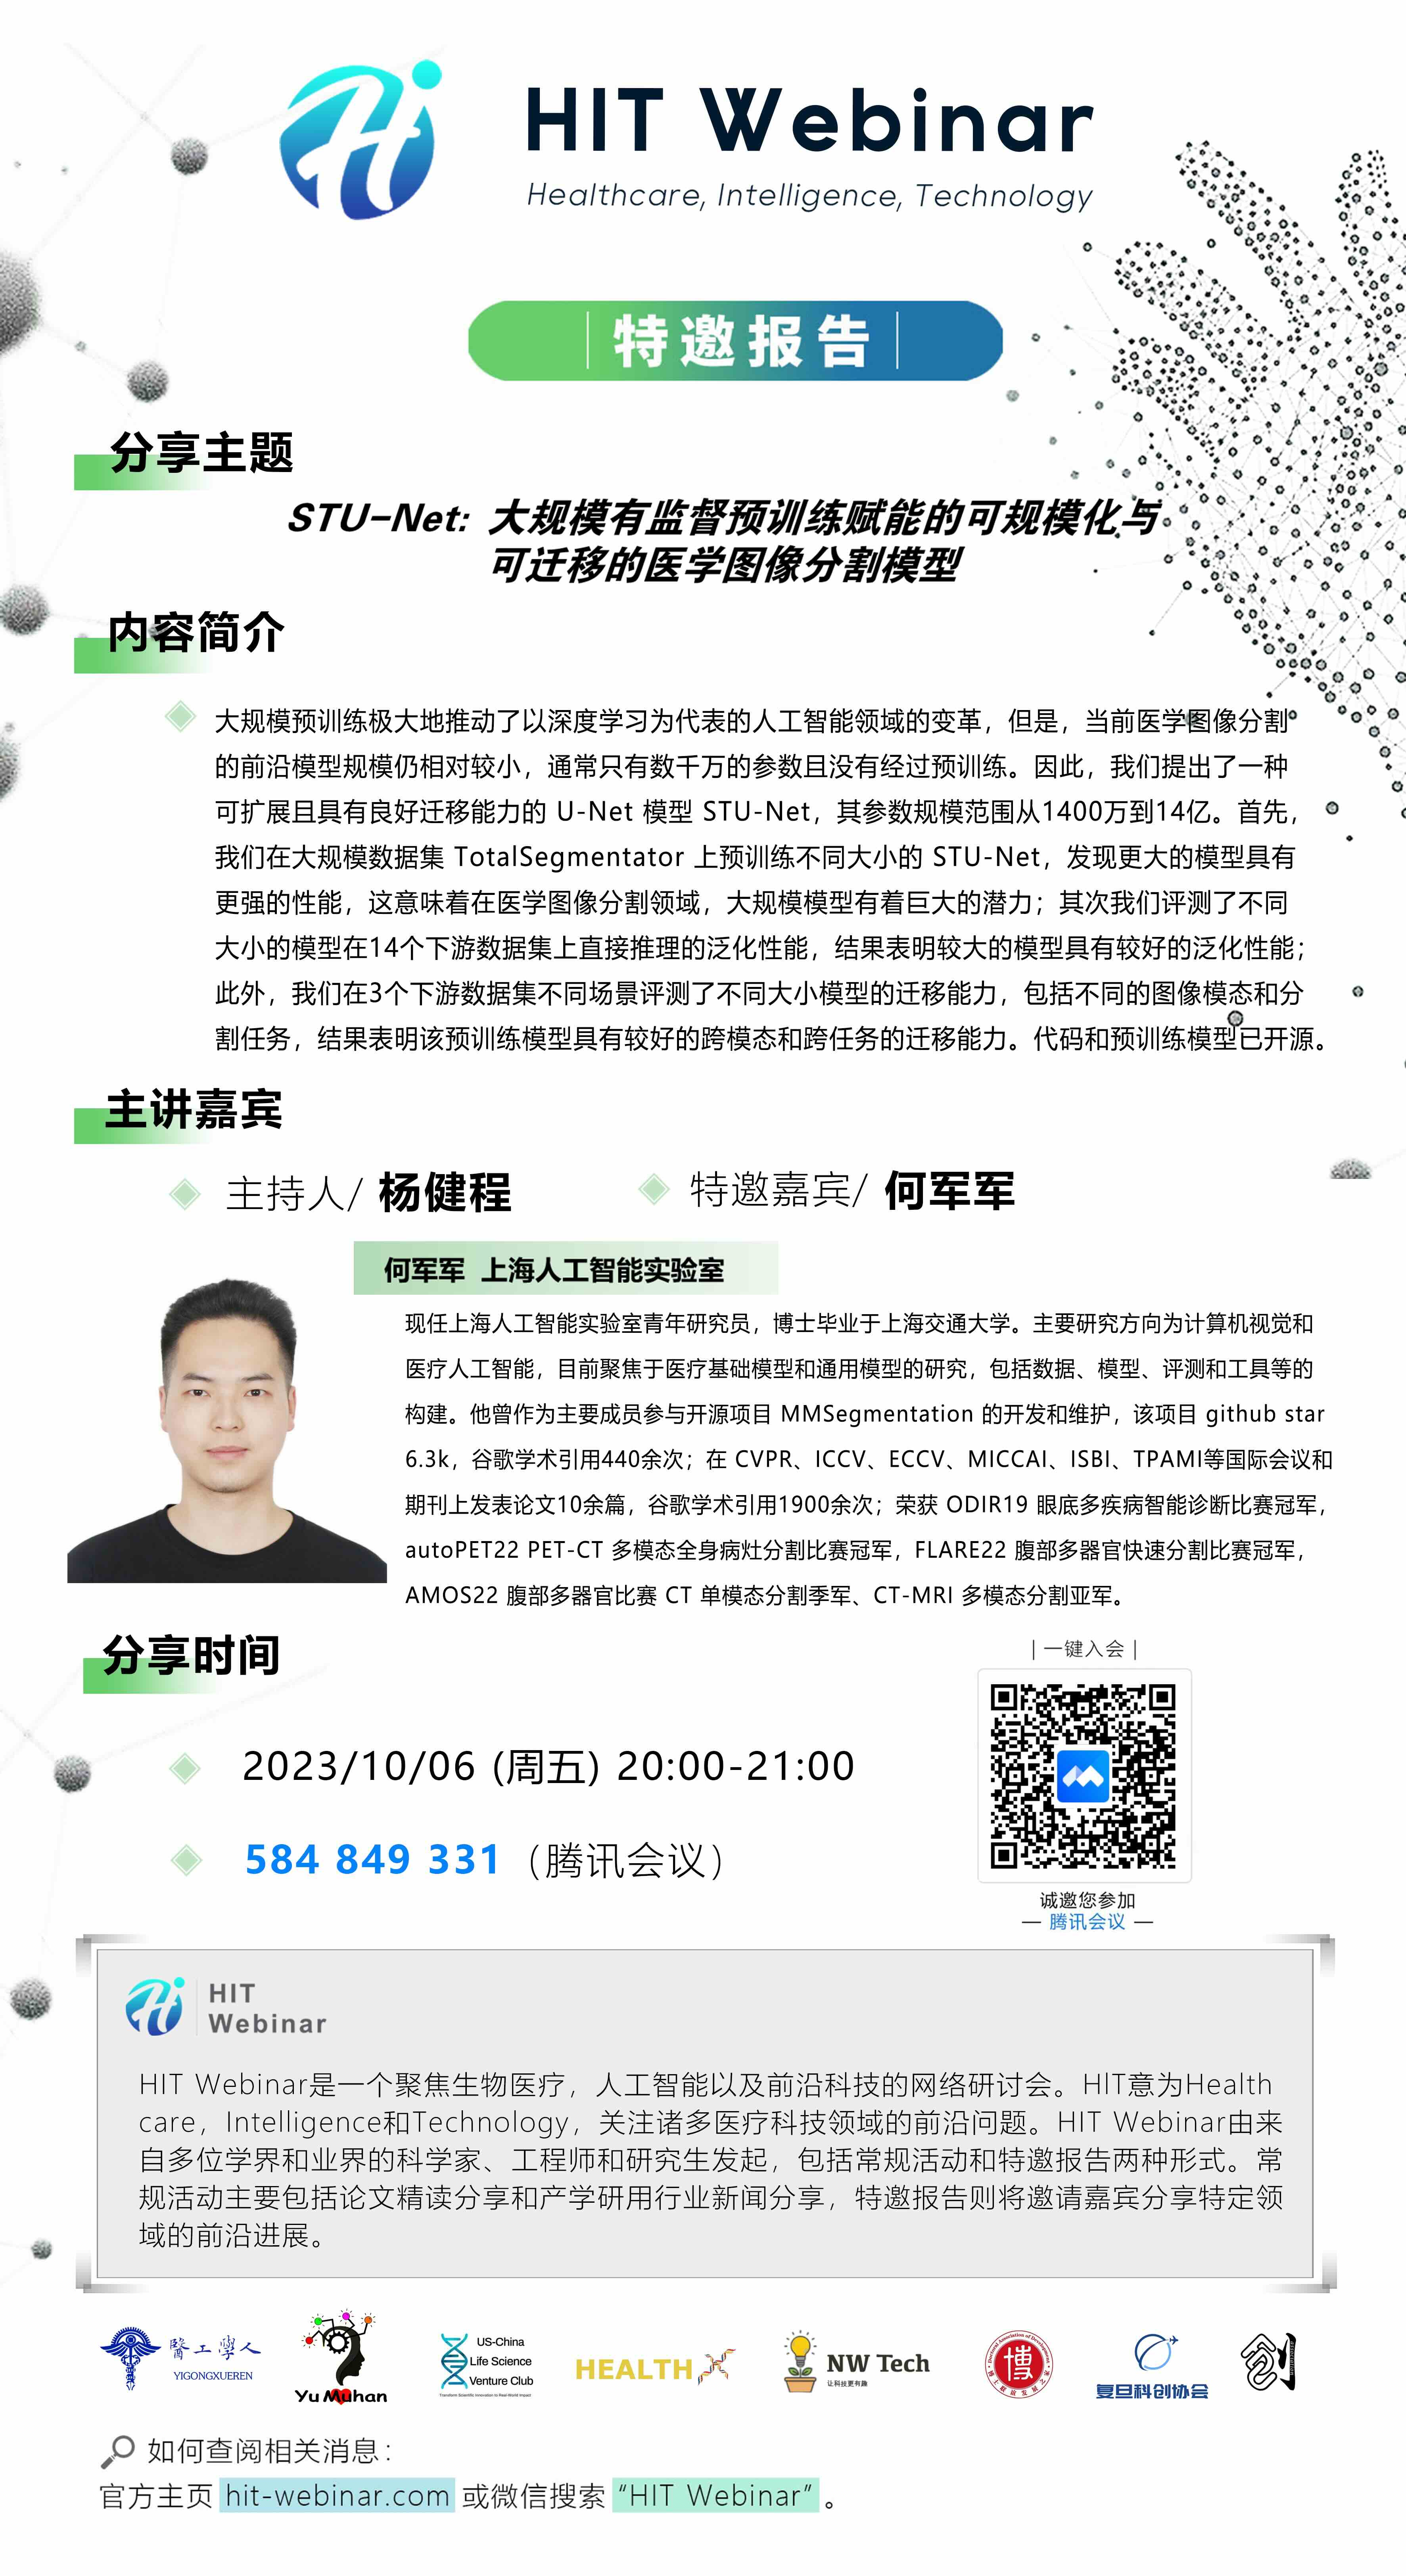 HIT Webinar
Healthcare, Intelligence, Technology
特邀报告
分享主题
STU-Net: 大规模有监督预训练赋能的可规模化与
可迁移的医学图像分割模型
内容简介
大规模预训练极大地推动了以深度学习为代表的人工智能领域的变革，但是，当前医学图像分割
的前沿模型规模仍相对较小，通常只有数千万的参数且没有经过预训练。因此，我们提出了一种
可扩展且具有良好迁移能力的 U-Net 模型 STU-Net，其参数规模范围从1400万到14亿。首先，
我们在大规模数据集 TotalSegmentator 上预训练不同大小的 STU-Net，发现更大的模型具有
更强的性能，这意味着在医学图像分割领域，大规模模型有着巨大的潜力；其次我们评测了不同
大小的模型在14个下游数据集上直接推理的泛化性能，结果表明较大的模型具有较好的泛化性能；
此外，我们在3个下游数据集不同场景评测了不同大小模型的迁移能力，包括不同的图像模态和分
割任务，结果表明该预训练模型具有较好的跨模态和跨任务的迁移能力。代码和预训练模型已开源。
主讲嘉宾
主持人/ 杨健程
特邀嘉宾/ 何军军
何军军 上海人工智能实验室
现任上海人工智能实验室青年研究员，博士毕业于上海交通大学。主要研究方向为计算机视觉和
医疗人工智能，目前聚焦于医疗基础模型和通用模型的研究，包括数据、模型、评测和工具等的
构建。他曾作为主要成员参与开源项目 MMSegmentation 的开发和维护，该项目 github star
6.3k，谷歌学术引用440余次；在 CVPR、ICCV、ECCV、MICCAI、ISBI、TPAMI等国际会议和
期刊上发表论文10余篇，谷歌学术引用1900余次；荣获 ODIR19 眼底多疾病智能诊断比赛冠军，
autoPET22 PET-CT 多模态全身病灶分割比赛冠军，FLARE22 腹部多器官快速分割比赛冠军，
AMOS22 腹部多器官比赛 CT 单模态分割季军、CT-MRI 多模态分割亚军。
分享时间
| 一键入会 |
2023/10/06 (周五) 20:00-21:00
584 849 331（腾讯会议）
诚邀您参加
— 腾讯会议 —
HIT
Webinar
HIT Webinar是一个聚焦生物医疗，人工智能以及前沿科技的网络研讨会。HIT意为Health
care，Intelligence和Technology，关注诸多医疗科技领域的前沿问题。HIT Webinar由来
自多位学界和业界的科学家、工程师和研究生发起，包括常规活动和特邀报告两种形式。常
规活动主要包括论文精读分享和产学研用行业新闻分享，特邀报告则将邀请嘉宾分享特定领
域的前沿进展。
醫工學人
YIGONGXUEREN
Yu Muhan
US-China
Life Science
Venture Club
Transform Scientific Innovation to Real-World Impact
HEALTH X
NW Tech
让科技更有趣
博
复旦科创协会
创
如何查阅相关消息：
官方主页 hit-webinar.com 或微信搜索 “HIT Webinar” 。